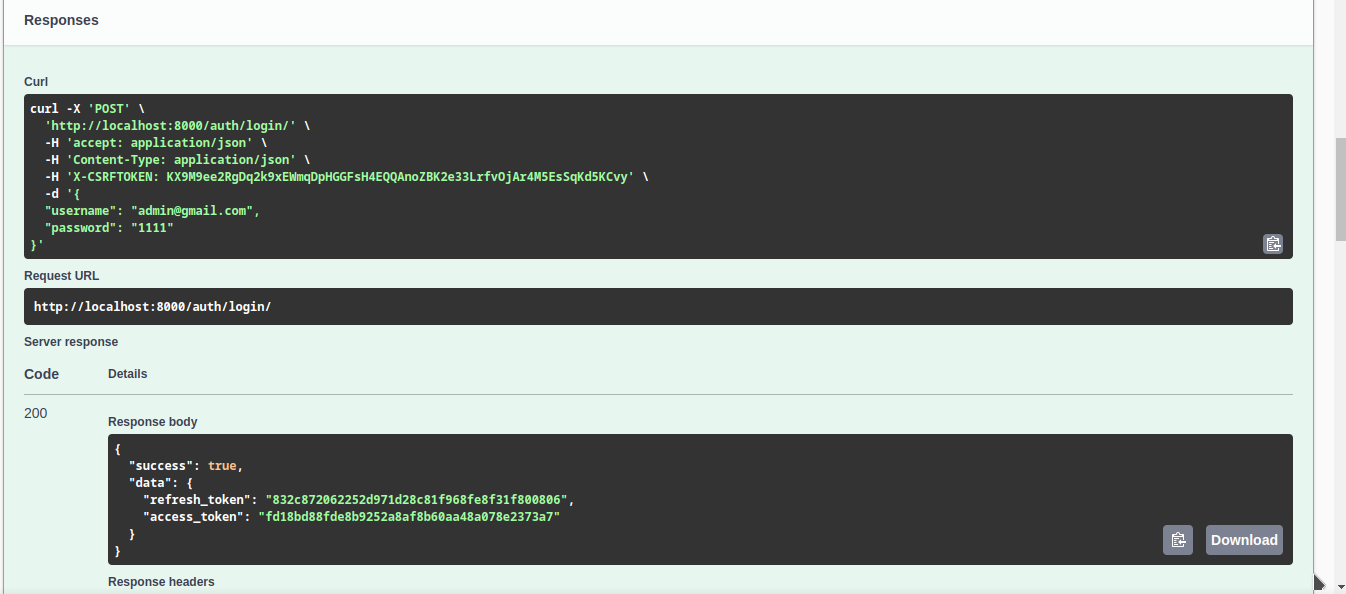 Responses
Curl
curl -X 'POST' \
'http://localhost:8000/auth/login/' \
-H 'accept: application/json' \
-H 'Content-Type: application/json' \
-H 'X-CSRFTOKEN: KX9M9ee2RgDq2k9xEWmqDpHGGFsH4EQQAnoZBK2e33LrfvOjAr4M5EsSqKd5KCvy' \
-d '{
"username": "admin@gmail.com",
"password": "1111"
}'
Request URL
http://localhost:8000/auth/login/
Server response
Code Details
200
Response body
{
"success": true,
"data": {
"refresh_token": "832c872062252d971d28c81f968fe8f31f800806",
"access_token": "fd18bd88fde8b9252a8af8b60aa48a078e2373a7"
}
}
Download
Response headers